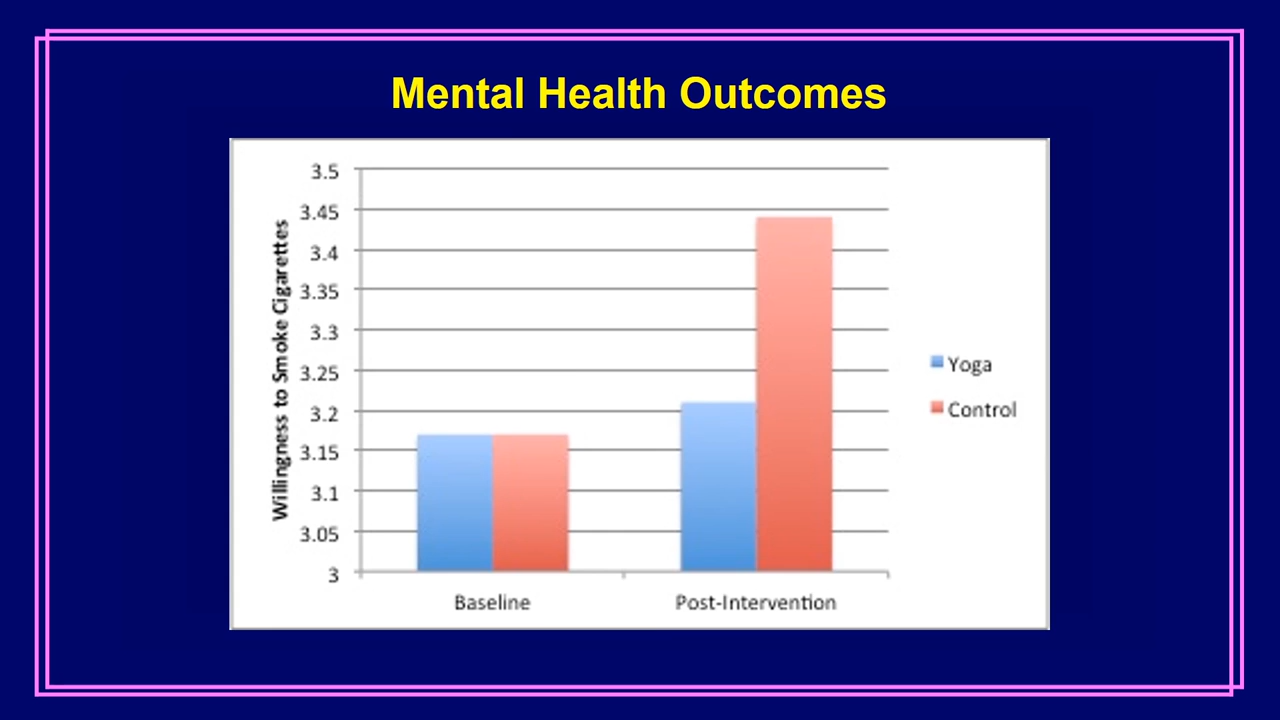 Mental Health Outcomes
Willingness to Smoke Cigarettes
3.5
3.45
3.4
3.35
3.3
3.25
3.2
3.15
3.1
3.05
3
Baseline
Post-Intervention
Yoga
Control